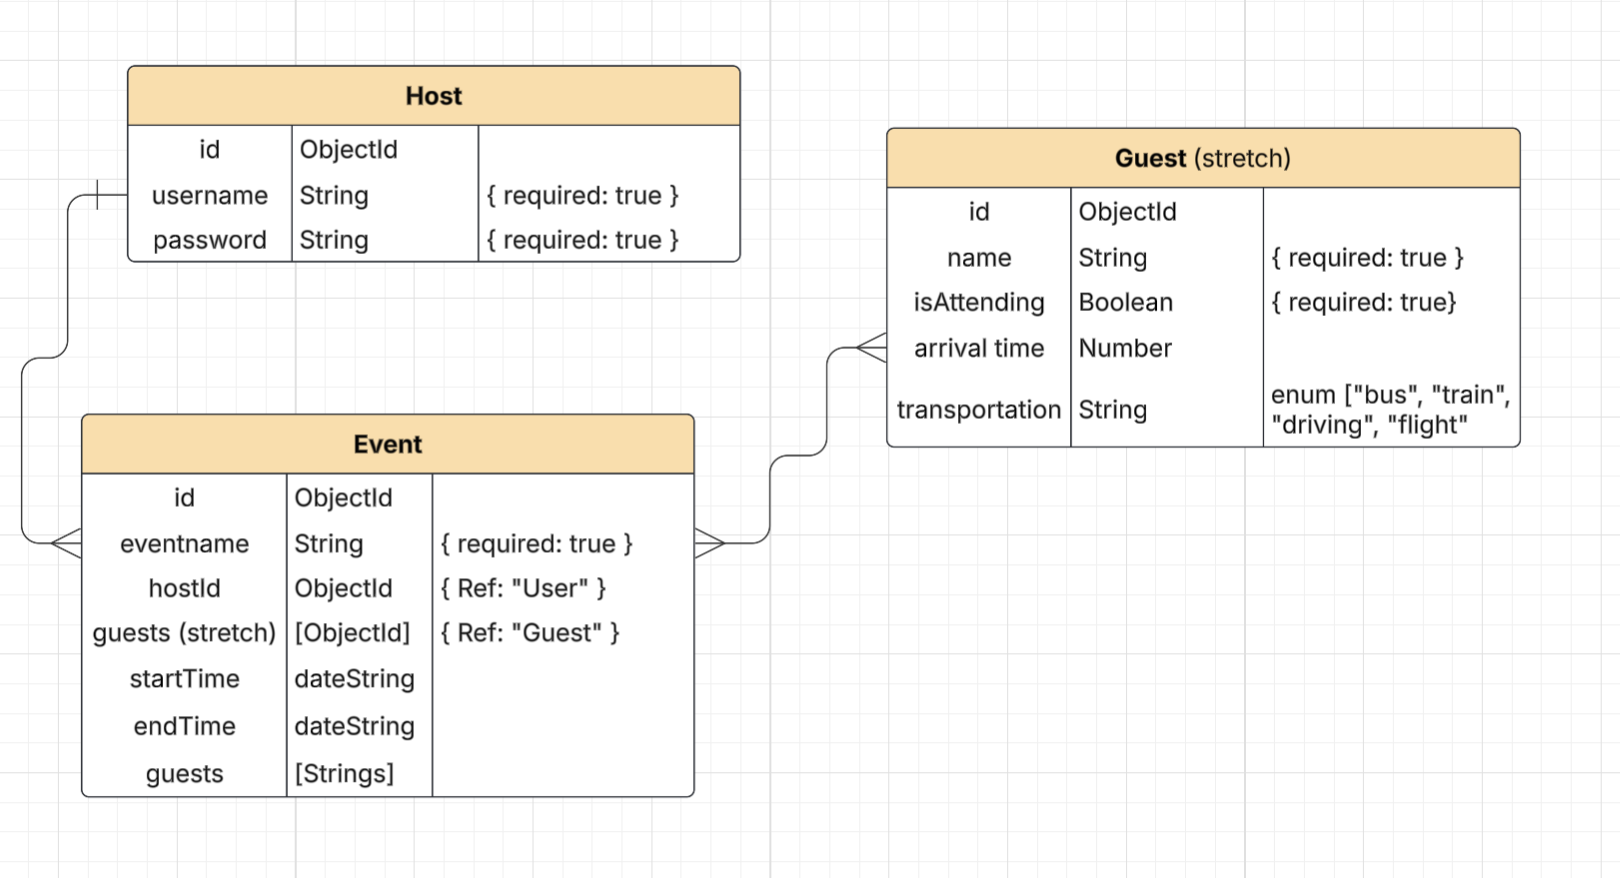 Host
id ObjectId
username String { required: true }
password String { required: true }
Guest (stretch)
id ObjectId
name String { required: true }
isAttending Boolean { required: true}
arrival time Number
transportation String enum ["bus", "train",
"driving", "flight"
Event
id ObjectId
eventname String { required: true }
hostId ObjectId { Ref: "User" }
guests (stretch) [ObjectId] { Ref: "Guest" }
startTime dateString
endTime dateString
guests [Strings]